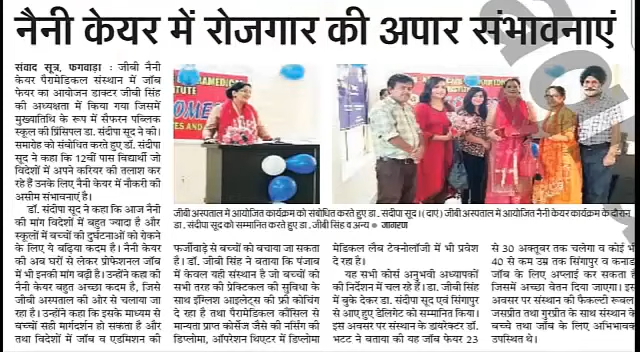 नैनी केयर में रोजगार की अपार संभावनाएं
संवाद सूत्र, फगवाड़ा : जीबी नैनी
केयर पैरामेडिकल संस्थान में जॉब
फेयर का आयोजन डाक्टर जीबी सिंह
की अध्यक्षता में किया गया जिसमें
मुख्यातिथि के रूप में सैफरन पब्लिक
स्कूल की प्रिंसिपल डा. संदीपा सूद ने की।
समारोह को संबोधित करते हुए डॉ. संदीपा
सूद ने कहा कि 12वीं पास विद्यार्थी जो
विदेशों में अपने करियर की तलाश कर
रहे हैं उनके लिए नैनी केयर में नौकरी की
असीम संभावनाएं है।
डॉ. संदीपा सूद ने कहा कि आज नैनी
की मांग विदेशों में बहुत ज्यादा है और
स्कूलों में बच्चों को दुर्घटनाओं को रोकने
के लिए ये बढ़िया कदम है। नैनी केयर
की अब घरों से लेकर प्रोफेशनल जॉब
में भी इनकी मांग बढ़ी है। उन्होंने कहा की
नैनी केयर बहुत अच्छा कदम है, जिसे
जीबी अस्पताल की ओर से चलाया जा
रहा है। उन्होंने कहा कि इसके माध्यम से
बच्चों सही मार्गदर्शन हो सकता है और
तथा विदेशों में जॉब व एडमिशन की
PARAMEDICAL
ITUTE
जीबी अस्पताल में आयोजित कार्यक्रम को संबोधित करते हुए डा. संदीपा सूद। (दाएं) जीबी अस्पताल में आयोजित नैनी केयर कार्यक्रम के दौरान
डा. संदीपा सूद को सम्मानित करते हुए डा. जीबी सिंह व अन्य ● जागरण
फर्जीवाड़े से बच्चों को बचाया जा सकता
है। डॉ. जीबी सिंह ने बताया कि पंजाब
में केवल यही संस्थान है जो बच्चों को
सभी तरह की प्रैक्टिकल की सुविधा के
साथ इंग्लिश आइलेट्स की फ्री कोचिंग
दे रहा है तथा पैरामेडिकल कौंसिल से
मान्यता प्राप्त कोर्सेज जैसे की नर्सिंग की
डिप्लोमा, ऑपरेशन थिएटर में डिप्लोमा
मेडिकल लैब टेक्नोलॉजी में भी प्रवेश
दे रहा है।
यह सभी कोर्स अनुभवी अध्यापकों
की निर्देशन में चल रहे हैं। डा. जीबी सिंह
में बुके देकर डा. संदीपा सूद एवं सिंगापुर
से आए हुए डेलिगेट को सम्मानित किया।
इस अवसर पर संस्थान के डायरेक्टर डॉ.
भटट ने बताया की यह जॉब फेयर 23
से 30 अक्तूबर तक चलेगा व कोई भी
40 से कम उम्र तक सिंगापुर व कनाडा
जॉब के लिए अप्लाई कर सकता है
जिसमें अच्छा वेतन दिया जाएगा। इस
अवसर पर संस्थान की फैकल्टी रूबल
जसप्रीत तथा गुरप्रीत के साथ संस्थान के
बच्चे तथा जॉब के लिए अभिभावक
उपस्थित थे।